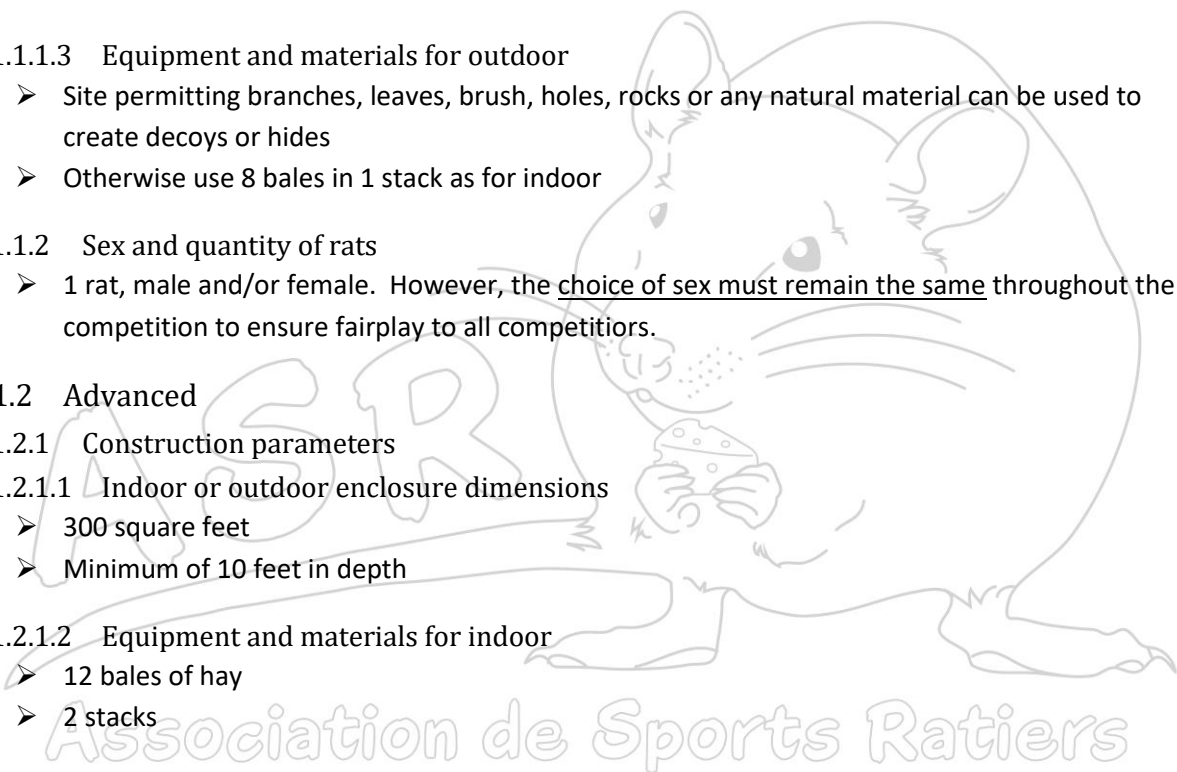 .1.1.3 Equipment and materials for outdoor
➢ Site permitting branches, leaves, brush, holes, rocks or any natural material can be used to
create decoys or hides
➢ Otherwise use 8 bales in 1 stack as for indoor
.1.2 Sex and quantity of rats
➢ 1 rat, male and/or female. However, the choice of sex must remain the same throughout the
competition to ensure fairplay to all competitiors.
1.2 Advanced
.2.1 Construction parameters
.2.1.1 Indoor or outdoor enclosure dimensions
➢ 300 square feet
➢ Minimum of 10 feet in depth
.2.1.2 Equipment and materials for indoor
➢ 12 bales of hay
➢ 2 stacks
ASR
Association de Sports Ratiers